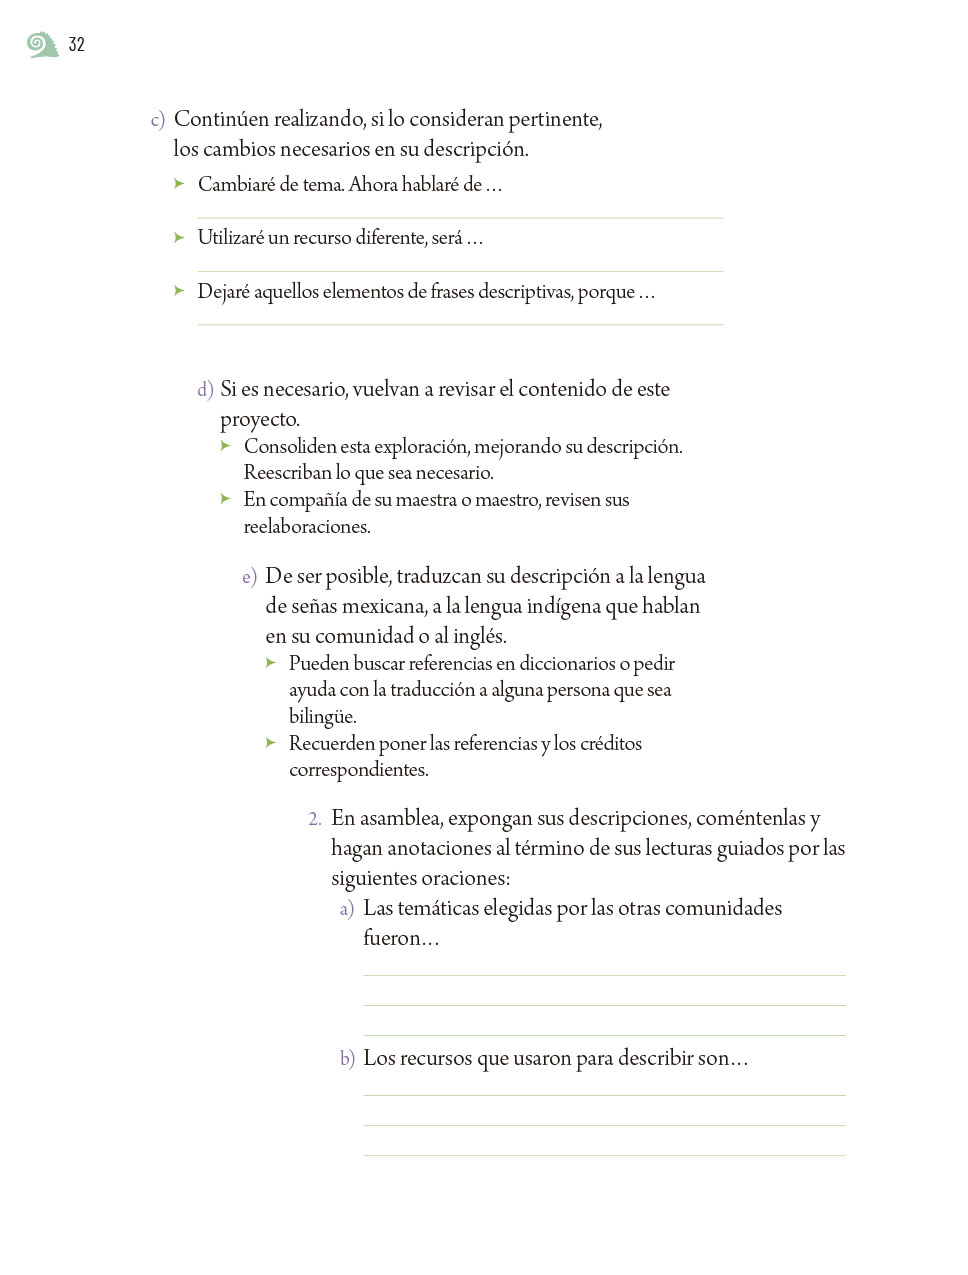 32
c) Continúen realizando, si lo consideran pertinente,
los cambios necesarios en su descripción.
➤ Cambiaré de tema. Ahora hablaré de …
➤ Utilizaré un recurso diferente, será …
➤ Dejaré aquellos elementos de frases descriptivas, porque …
d) Si es necesario, vuelvan a revisar el contenido de este
proyecto.
➤ Consoliden esta exploración, mejorando su descripción.
Reescriban lo que sea necesario.
➤ En compañía de su maestra o maestro, revisen sus
reelaboraciones.
e) De ser posible, traduzcan su descripción a la lengua
de señas mexicana, a la lengua indígena que hablan
en su comunidad o al inglés.
➤ Pueden buscar referencias en diccionarios o pedir
ayuda con la traducción a alguna persona que sea
bilingüe.
➤ Recuerden poner las referencias y los créditos
correspondientes.
2. En asamblea, expongan sus descripciones, coméntenlas y
hagan anotaciones al término de sus lecturas guiados por las
siguientes oraciones:
a) Las temáticas elegidas por las otras comunidades
fueron…
b) Los recursos que usaron para describir son…